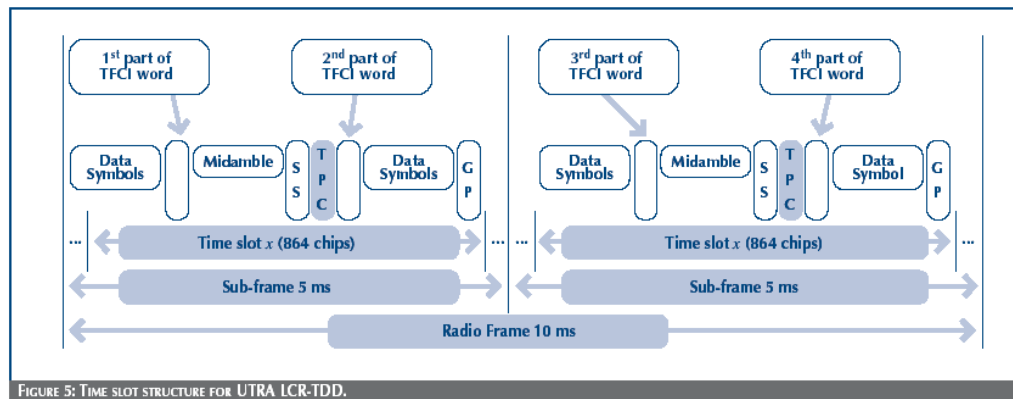 1st part of
TFCI word
2nd part of
TFCI word
3rd part of
TFCI word
4th part of
TFCI word
Data
Symbols
Midamble
S
S
T
P
C
Data
Symbols
G
P
Data
Symbols
Midamble
S
S
T
P
C
Data
Symbol
G
P
... Time slot x (864 chips) ... ... Time slot x (864 chips) ...
Sub-frame 5 ms Sub-frame 5 ms
Radio Frame 10 ms
FIGURE 5: TIME SLOT STRUCTURE FOR UTRA LCR-TDD.